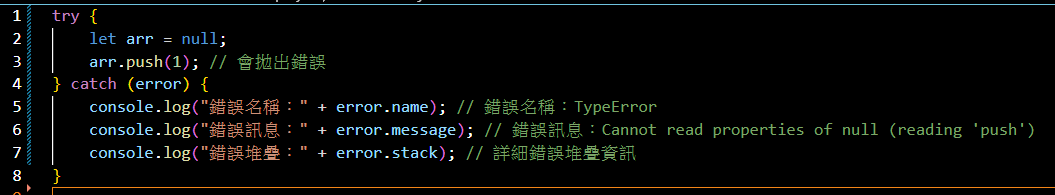 1 try {
2 let arr = null;
3 arr.push(1); // 會拋出錯誤
4 } catch (error) {
5 console.log("錯誤名稱：" + error.name); // 錯誤名稱：TypeError
6 console.log("錯誤訊息：" + error.message); // 錯誤訊息：Cannot read properties of null (reading 'push')
7 console.log("錯誤堆疊：" + error.stack); // 詳細錯誤堆疊資訊
8 }